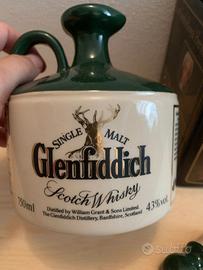 SINGLE MALT
Glenfiddich
Scotch Whisky
Distilled by William Grant & Sons Limited.
The Glenfiddich Distillery, Banffshire, Scotland
750ml
43%vol.
Subito